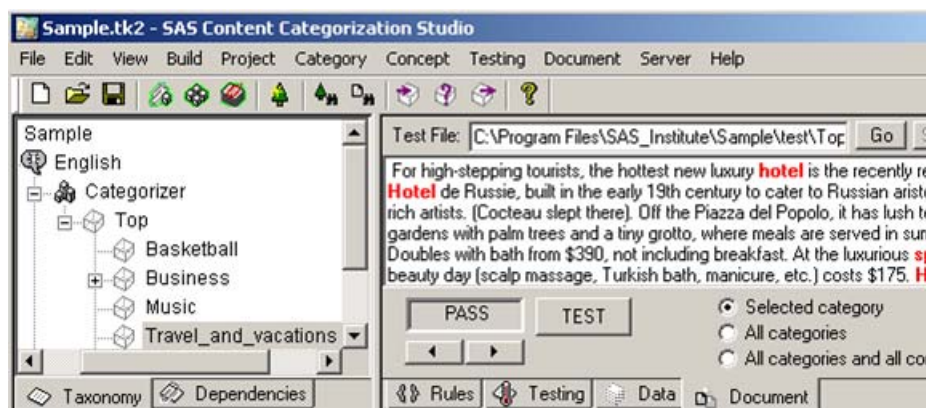 Sample.tk2 - SAS Content Categorization Studio
File Edit View Build Project Category Concept Testing Document Server Help
Sample
English
Categorizer
Top
Basketball
Business
Music
Travel_and_vacations
Taxonomy Dependencies
Test File: C:\Program Files\SAS_Institute\Sample\test\Top Go
For high-stepping tourists, the hottest new luxury hotel is the recently re
Hotel de Russie, built in the early 19th century to cater to Russian aristo
rich artists. (Cocteau slept there). Off the Piazza del Popolo, it has lush te
gardens with palm trees and a tiny grotto, where meals are served in sum
Doubles with bath from $390, not including breakfast. At the luxurious sp
beauty day (scalp massage, Turkish bath, manicure, etc.) costs $175. H
PASS TEST
Selected category
All categories
All categories and all co
Rules Testing Data Document